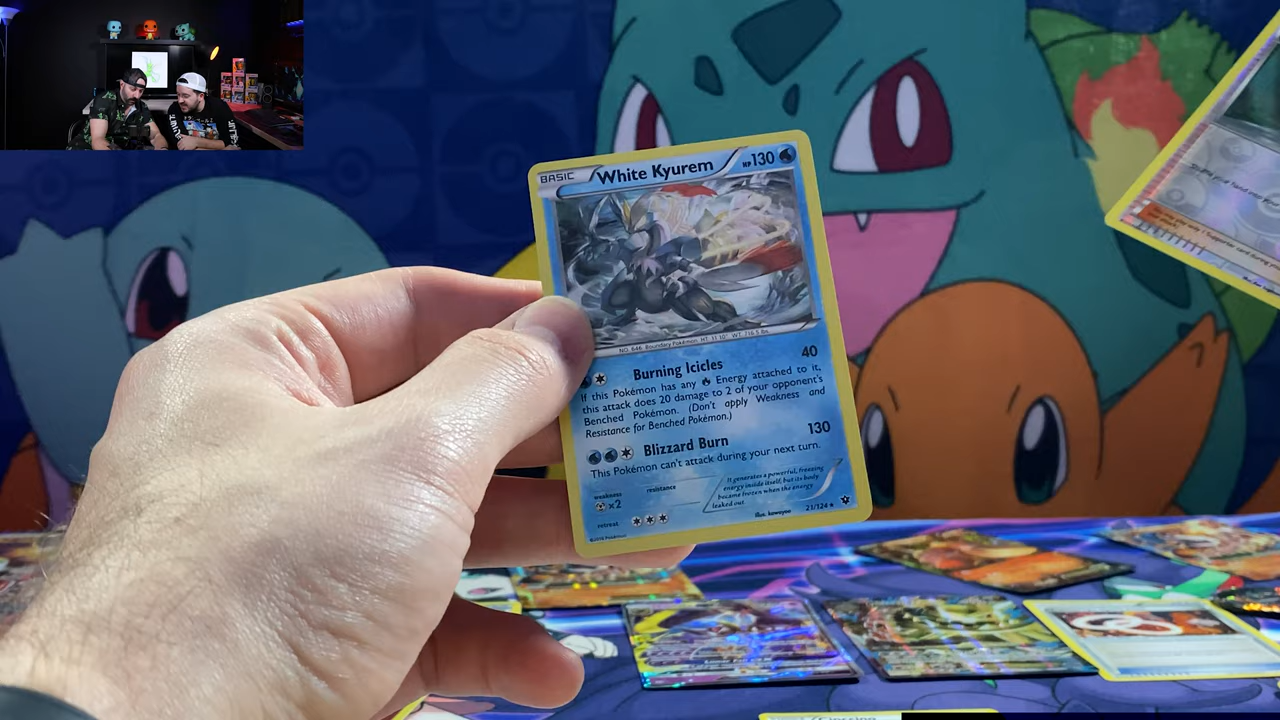 BASIC White Kyurem HP130
NO. 646 Boundary Pokémon HT: 11'10" WT: 716.5 lbs.
Burning Icicles 40
If this Pokémon has any Energy attached to it,
this attack does 20 damage to 2 of your opponent's
Benched Pokémon. (Don't apply Weakness and
Resistance for Benched Pokémon.)
Blizzard Burn 130
This Pokémon can't attack during your next turn.
weakness
×2
resistance
retreat
It generates a powerful, freezing
energy inside itself, but its body
became frozen when the energy
leaked out.
illus. kawayoo
21/124
©2016 Pokémon